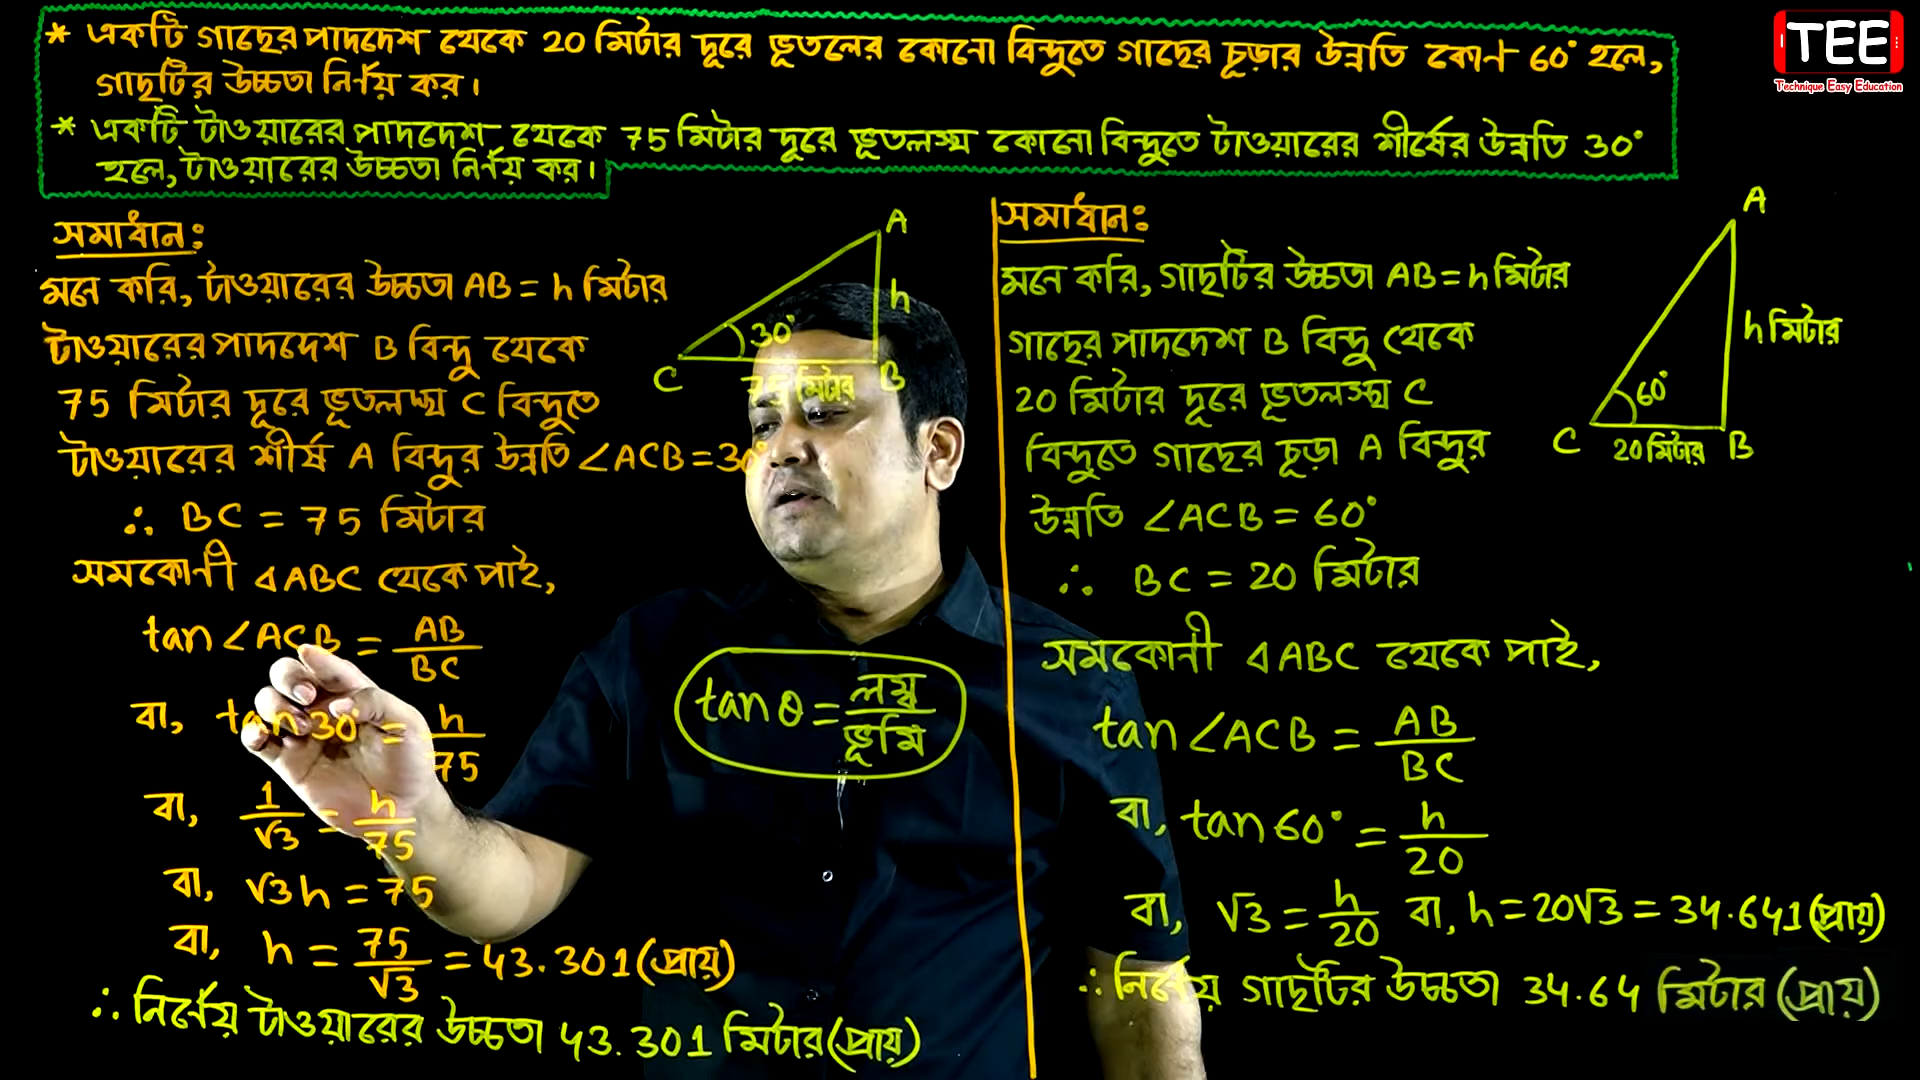 * একটি গাছের পাদদেশ থেকে 20 মিটার দূরে ভূতলের কোনো বিন্দুতে গাছের চূড়ার উন্নতি কোণ 60° হলে,
গাছটির উচ্চতা নির্ণয় কর।
* একটি টাওয়ারের পাদদেশ থেকে 75 মিটার দূরে ভূতলস্থ কোনো বিন্দুতে টাওয়ারের শীর্ষের উন্নতি 30°
হলে, টাওয়ারের উচ্চতা নির্ণয় কর।
TEE
Technique Easy Education
সমাধান:
মনে করি, টাওয়ারের উচ্চতা AB = h মিটার
টাওয়ারের পাদদেশ B বিন্দু থেকে
75 মিটার দূরে ভূতলস্থ C বিন্দুতে
টাওয়ারের শীর্ষ A বিন্দুর উন্নতি ∠ACB = 30°
∴ BC = 75 মিটার
সমকোণী ⊿ABC থেকে পাই,
tan ∠ACB = AB/BC
বা, tan 30° = h/75
বা, 1/√3 = h/75
বা, √3 h = 75
বা, h = 75/√3 = 43.301 (প্রায়)
∴ নির্ণেয় টাওয়ারের উচ্চতা 43.301 মিটার (প্রায়)
A
h
30°
C
75 মিটার
B
tan θ = লম্ব/ভূমি
সমাধান:
মনে করি, গাছটির উচ্চতা AB = h মিটার
গাছের পাদদেশ B বিন্দু থেকে
20 মিটার দূরে ভূতলস্থ C
বিন্দুতে গাছের চূড়া A বিন্দুর
উন্নতি ∠ACB = 60°
∴ BC = 20 মিটার
সমকোণী ⊿ABC থেকে পাই,
tan ∠ACB = AB/BC
বা, tan 60° = h/20
বা, √3 = h/20 বা, h = 20√3 = 34.641 (প্রায়)
∴ নির্ণেয় গাছটির উচ্চতা 34.64 মিটার (প্রায়)
A
h মিটার
60°
C
20 মিটার
B